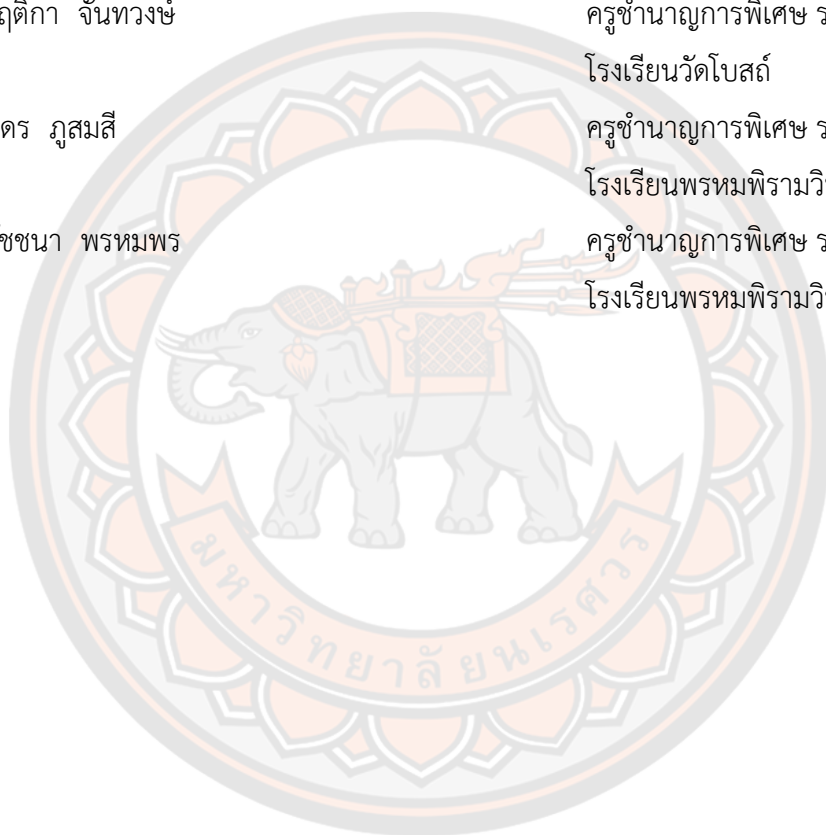 ฤติกา จันทวงษ์ ครูชำนาญการพิเศษ ร
โรงเรียนวัดโบสถ์
ดร ภูสมสี ครูชำนาญการพิเศษ ร
โรงเรียนพรหมพิรามวิ
ัชชนา พรหมพร ครูชำนาญการพิเศษ ร
โรงเรียนพรหมพิรามวิ
มหาวิทยาลัยนเรศวร